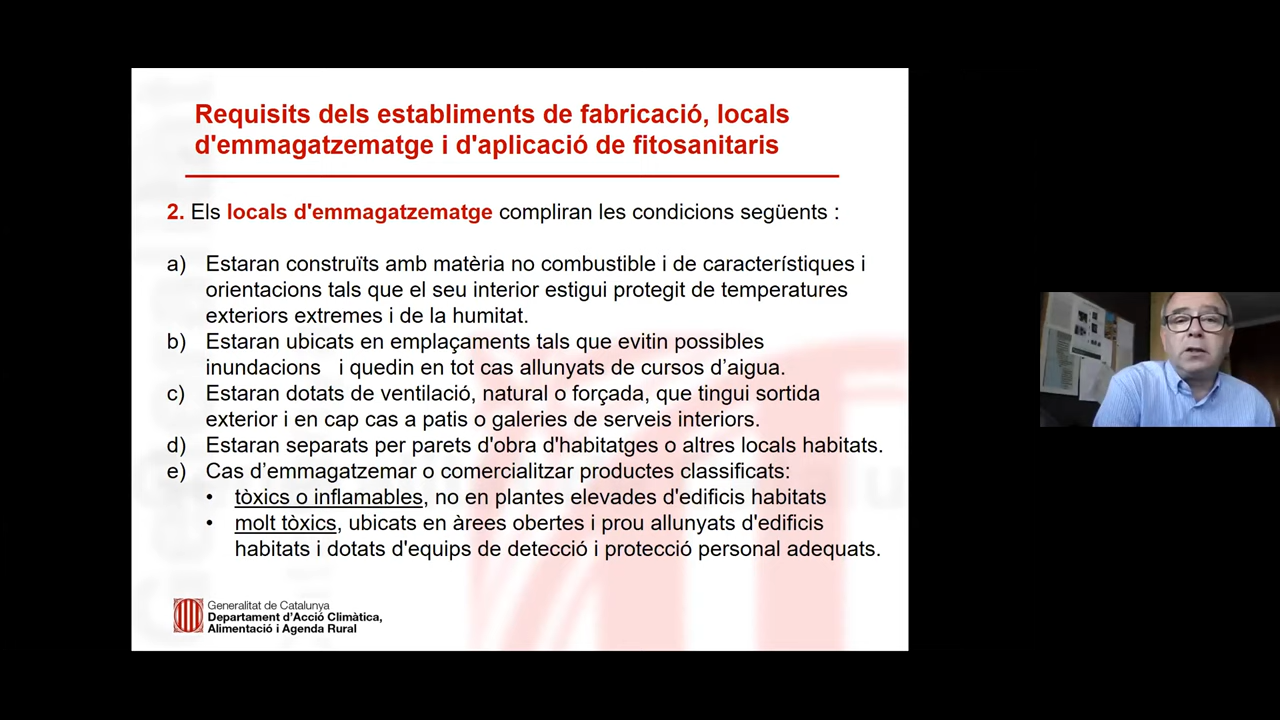 Requisits dels establiments de fabricació, locals
d'emmagatzematge i d'aplicació de fitosanitaris
2. Els locals d'emmagatzematge compliran les condicions següents :
a) Estaran construïts amb matèria no combustible i de característiques i
orientacions tals que el seu interior estigui protegit de temperatures
exteriors extremes i de la humitat.
b) Estaran ubicats en emplaçaments tals que evitin possibles
inundacions i quedin en tot cas allunyats de cursos d’aigua.
c) Estaran dotats de ventilació, natural o forçada, que tingui sortida
exterior i en cap cas a patis o galeries de serveis interiors.
d) Estaran separats per parets d'obra d'habitatges o altres locals habitats.
e) Cas d’emmagatzemar o comercialitzar productes classificats:
• tòxics o inflamables, no en plantes elevades d'edificis habitats
• molt tòxics, ubicats en àrees obertes i prou allunyats d'edificis
habitats i dotats d'equips de detecció i protecció personal adequats.
Generalitat de Catalunya
Departament d’Acció Climàtica,
Alimentació i Agenda Rural